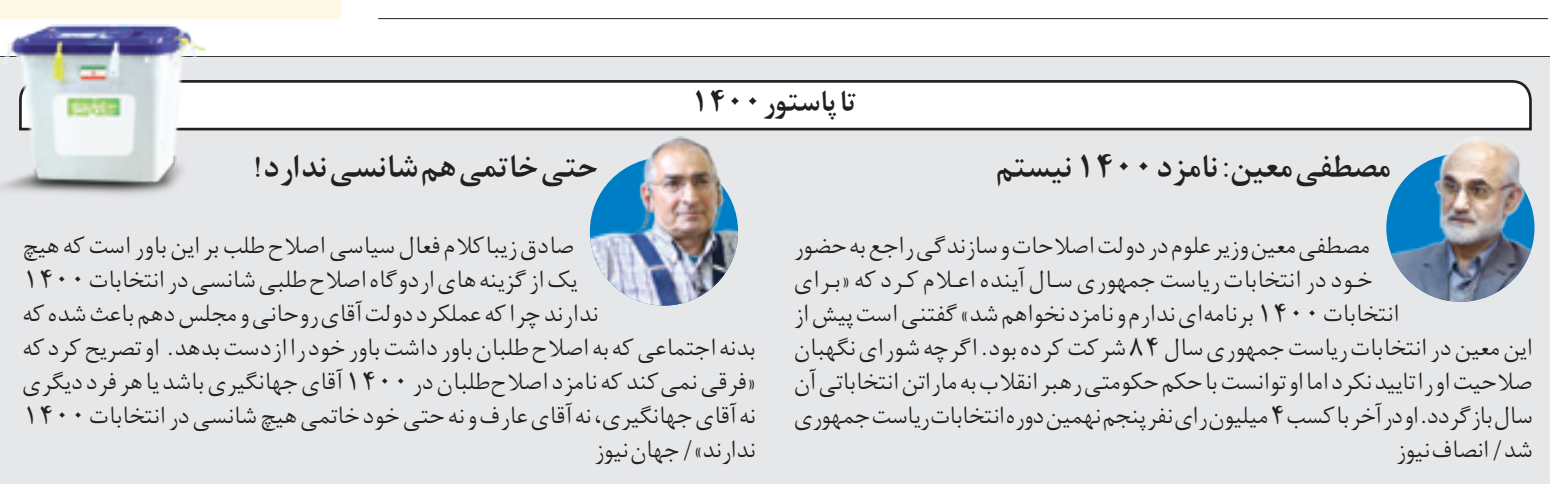 تا پاستور ۱۴۰۰
مصطفی معین: نامزد ۱۴۰۰ نیستم
مصطفی معین وزیر علوم در دولت اصلاحات و سازندگی راجع به حضور
خود در انتخابات ریاست جمهوری سال آینده اعلام کرد که «برای
انتخابات ۱۴۰۰ برنامه‌ای ندارم و نامزد نخواهم شد» گفتنی است پیش از
این معین در انتخابات ریاست جمهوری سال ۸۴ شرکت کرده بود. اگرچه شورای نگهبان
صلاحیت او را تایید نکرد اما او توانست با حکم حکومتی رهبر انقلاب به ماراتن انتخاباتی آن
سال بازگردد. او در آخر با کسب ۴ میلیون رای نفر پنجم نهمین دوره انتخابات ریاست جمهوری
شد / انصاف نیوز
حتی خاتمی هم شانسی ندارد!
صادق زیباکلام فعال سیاسی اصلاح طلب بر این باور است که هیچ
یک از گزینه های اردوگاه اصلاح طلبی شانسی در انتخابات ۱۴۰۰
ندارند چرا که عملکرد دولت آقای روحانی و مجلس دهم باعث شده که
بدنه اجتماعی که به اصلاح طلبان باور داشت باور خود را از دست بدهد. او تصریح کرد که
«فرقی نمی کند که نامزد اصلاح‌طلبان در ۱۴۰۰ آقای جهانگیری باشد یا هر فرد دیگری
نه آقای جهانگیری، نه آقای عارف و نه حتی خود خاتمی هیچ شانسی در انتخابات ۱۴۰۰
ندارند» / جهان نیوز